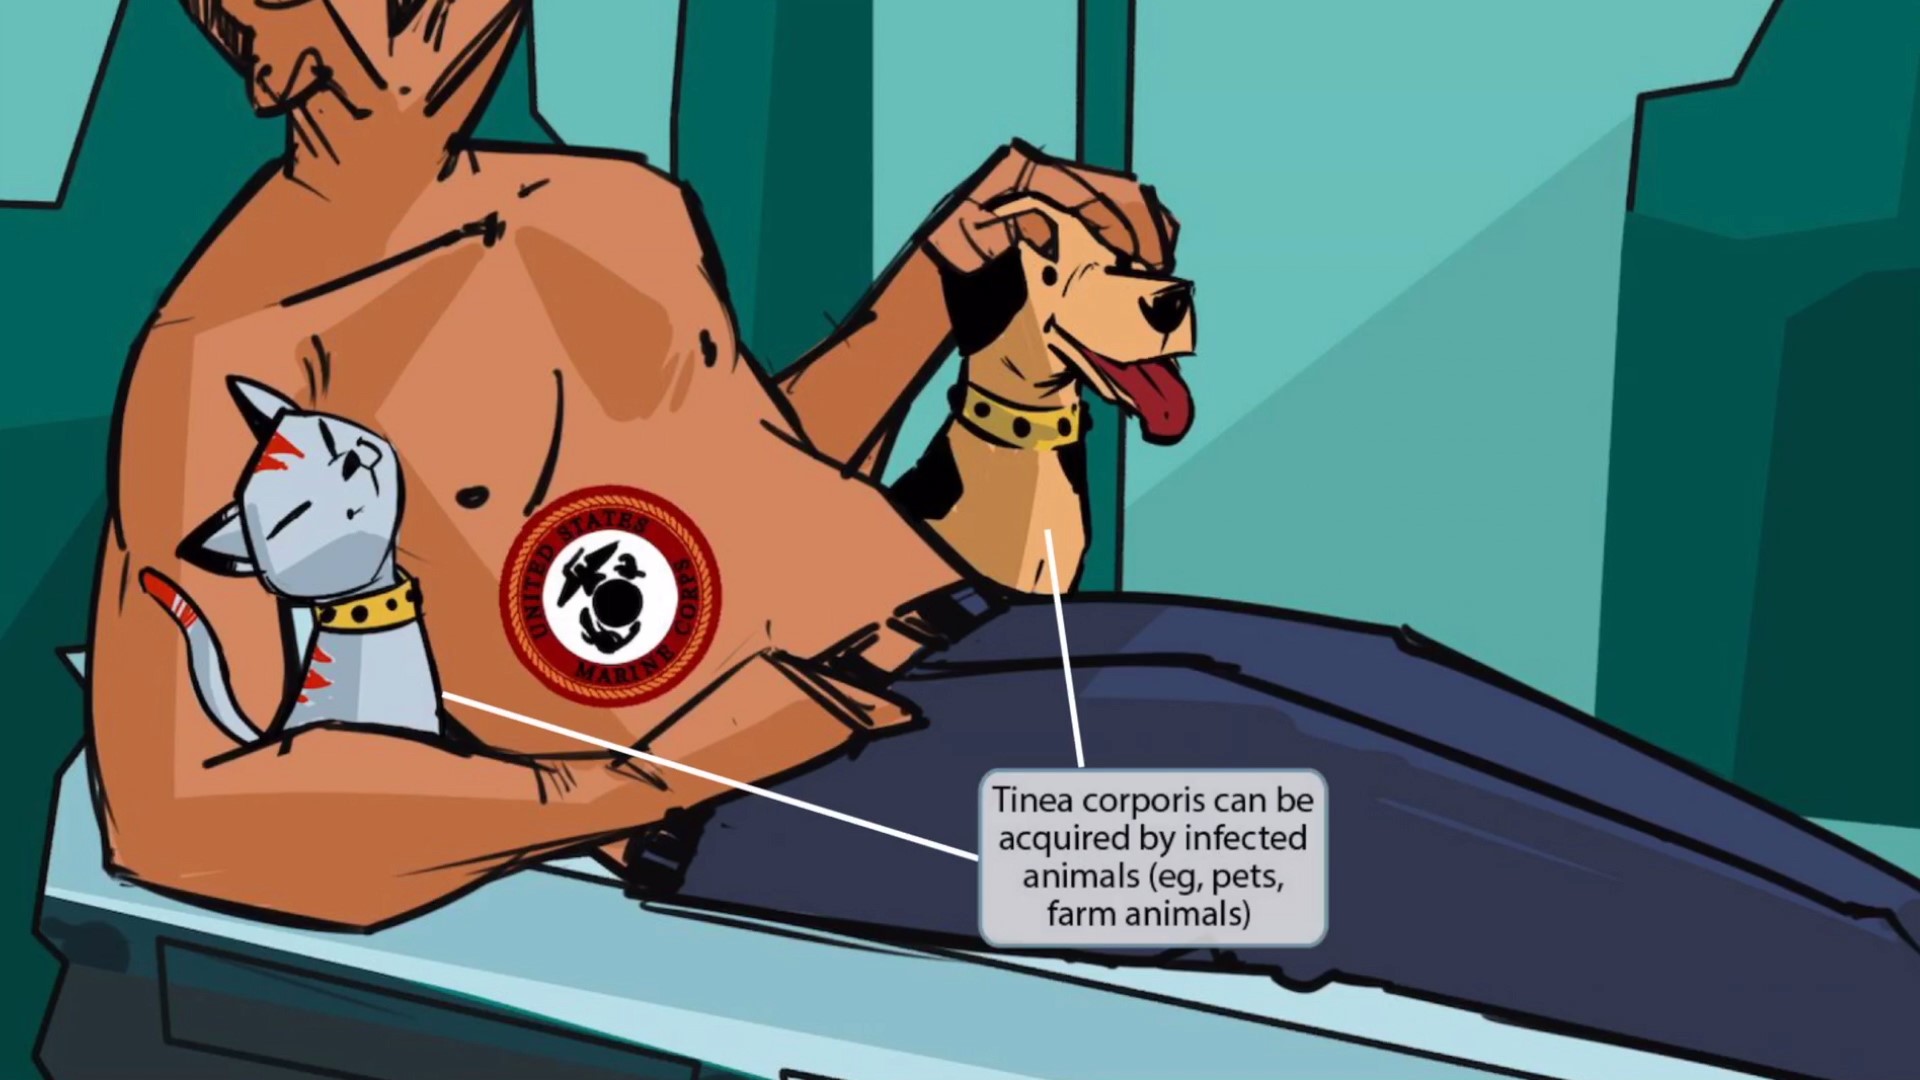 UNITED STATES
MARINE CORPS
Tinea corporis can be
acquired by infected
animals (eg, pets,
farm animals)